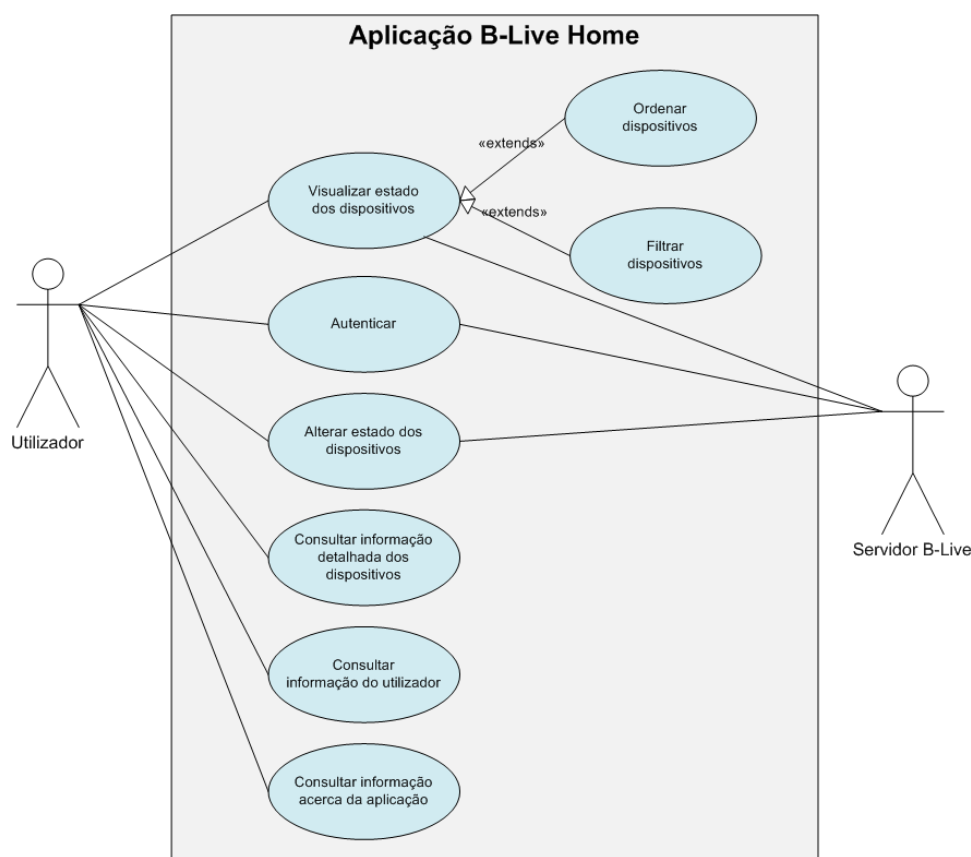 Aplicação B-Live Home
Ordenar
dispositivos
«extends»
Visualizar estado
dos dispositivos
«extends»
Filtrar
dispositivos
Autenticar
Utilizador
Alterar estado dos
dispositivos
Servidor B-Live
Consultar informação
detalhada dos
dispositivos
Consultar
informação do utilizador
Consultar informação
acerca da aplicação